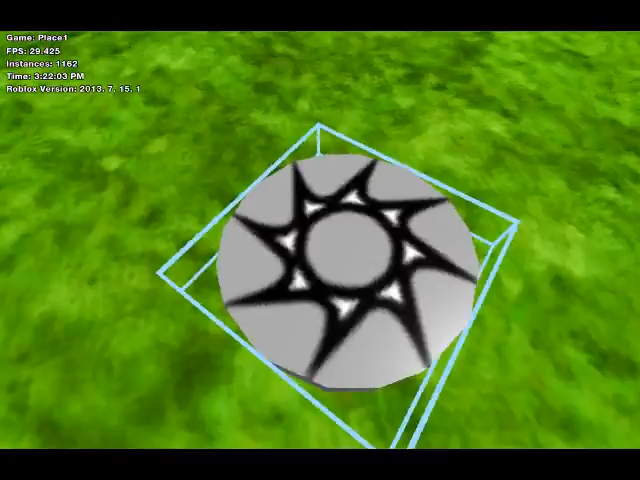 Game: Place1
FPS: 29.425
Instances: 1162
Time: 3:22:03 PM
Roblox Version: 2013. 7. 15. 1